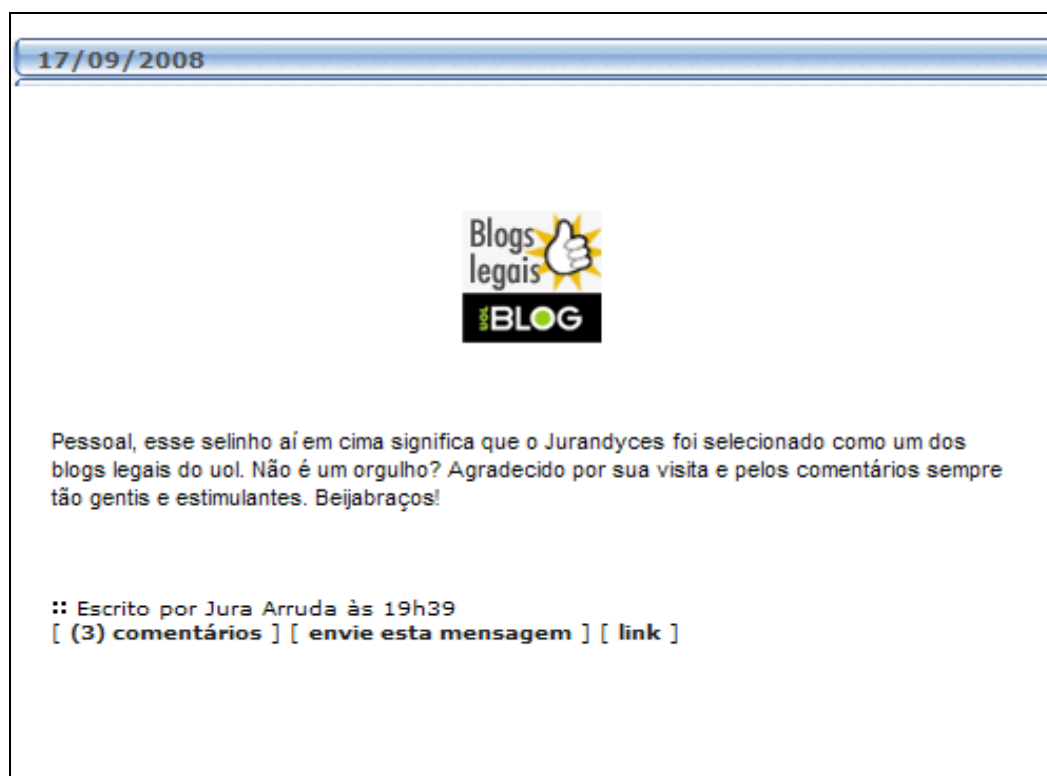 17/09/2008
Blogs
legais
uol BLOG
Pessoal, esse selinho aí em cima significa que o Jurandyces foi selecionado como um dos
blogs legais do uol. Não é um orgulho? Agradecido por sua visita e pelos comentários sempre
tão gentis e estimulantes. Beijabraços!
:: Escrito por Jura Arruda às 19h39
[ (3) comentários ] [ envie esta mensagem ] [ link ]